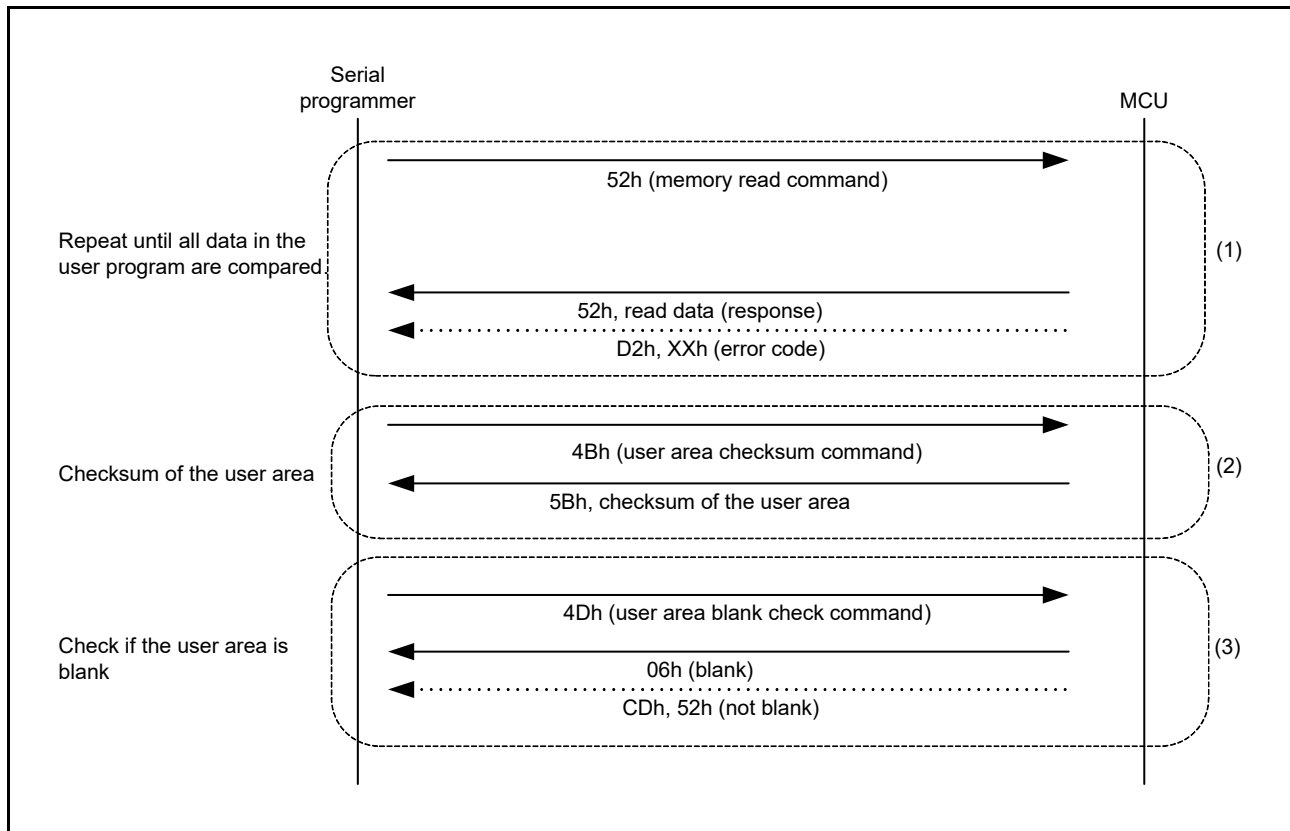 Serial
programmer
MCU
52h (memory read command)
Repeat until all data in the
user program are compared.
(1)
52h, read data (response)
D2h, XXh (error code)
4Bh (user area checksum command)
Checksum of the user area
(2)
5Bh, checksum of the user area
4Dh (user area blank check command)
Check if the user area is
blank
(3)
06h (blank)
CDh, 52h (not blank)